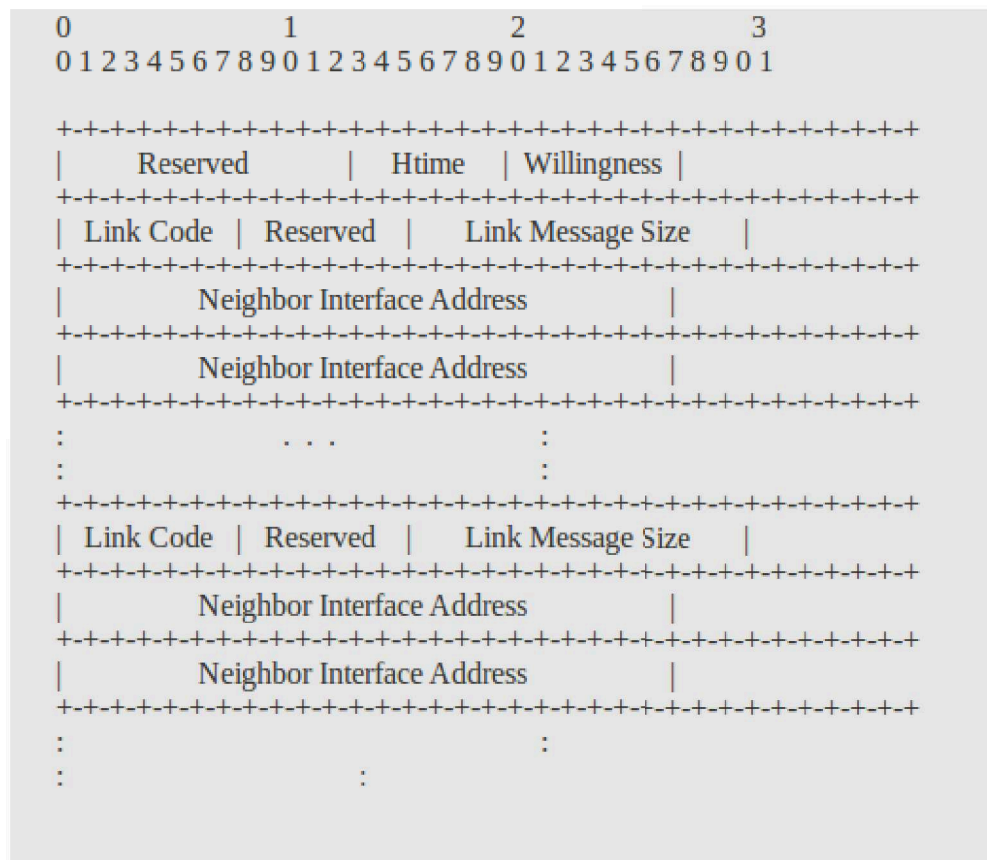 0 1 2 3
0 1 2 3 4 5 6 7 8 9 0 1 2 3 4 5 6 7 8 9 0 1 2 3 4 5 6 7 8 9 0 1
+-+-+-+-+-+-+-+-+-+-+-+-+-+-+-+-+-+-+-+-+-+-+-+-+-+-+-+-+-+-+-+-+
| Reserved | Htime | Willingness |
+-+-+-+-+-+-+-+-+-+-+-+-+-+-+-+-+-+-+-+-+-+-+-+-+-+-+-+-+-+-+-+-+
| Link Code | Reserved | Link Message Size |
+-+-+-+-+-+-+-+-+-+-+-+-+-+-+-+-+-+-+-+-+-+-+-+-+-+-+-+-+-+-+-+-+
| Neighbor Interface Address |
+-+-+-+-+-+-+-+-+-+-+-+-+-+-+-+-+-+-+-+-+-+-+-+-+-+-+-+-+-+-+-+-+
| Neighbor Interface Address |
+-+-+-+-+-+-+-+-+-+-+-+-+-+-+-+-+-+-+-+-+-+-+-+-+-+-+-+-+-+-+-+-+
: . . . :
: :
+-+-+-+-+-+-+-+-+-+-+-+-+-+-+-+-+-+-+-+-+-+-+-+-+-+-+-+-+-+-+-+-+
| Link Code | Reserved | Link Message Size |
+-+-+-+-+-+-+-+-+-+-+-+-+-+-+-+-+-+-+-+-+-+-+-+-+-+-+-+-+-+-+-+-+
| Neighbor Interface Address |
+-+-+-+-+-+-+-+-+-+-+-+-+-+-+-+-+-+-+-+-+-+-+-+-+-+-+-+-+-+-+-+-+
| Neighbor Interface Address |
+-+-+-+-+-+-+-+-+-+-+-+-+-+-+-+-+-+-+-+-+-+-+-+-+-+-+-+-+-+-+-+-+
: :
: :